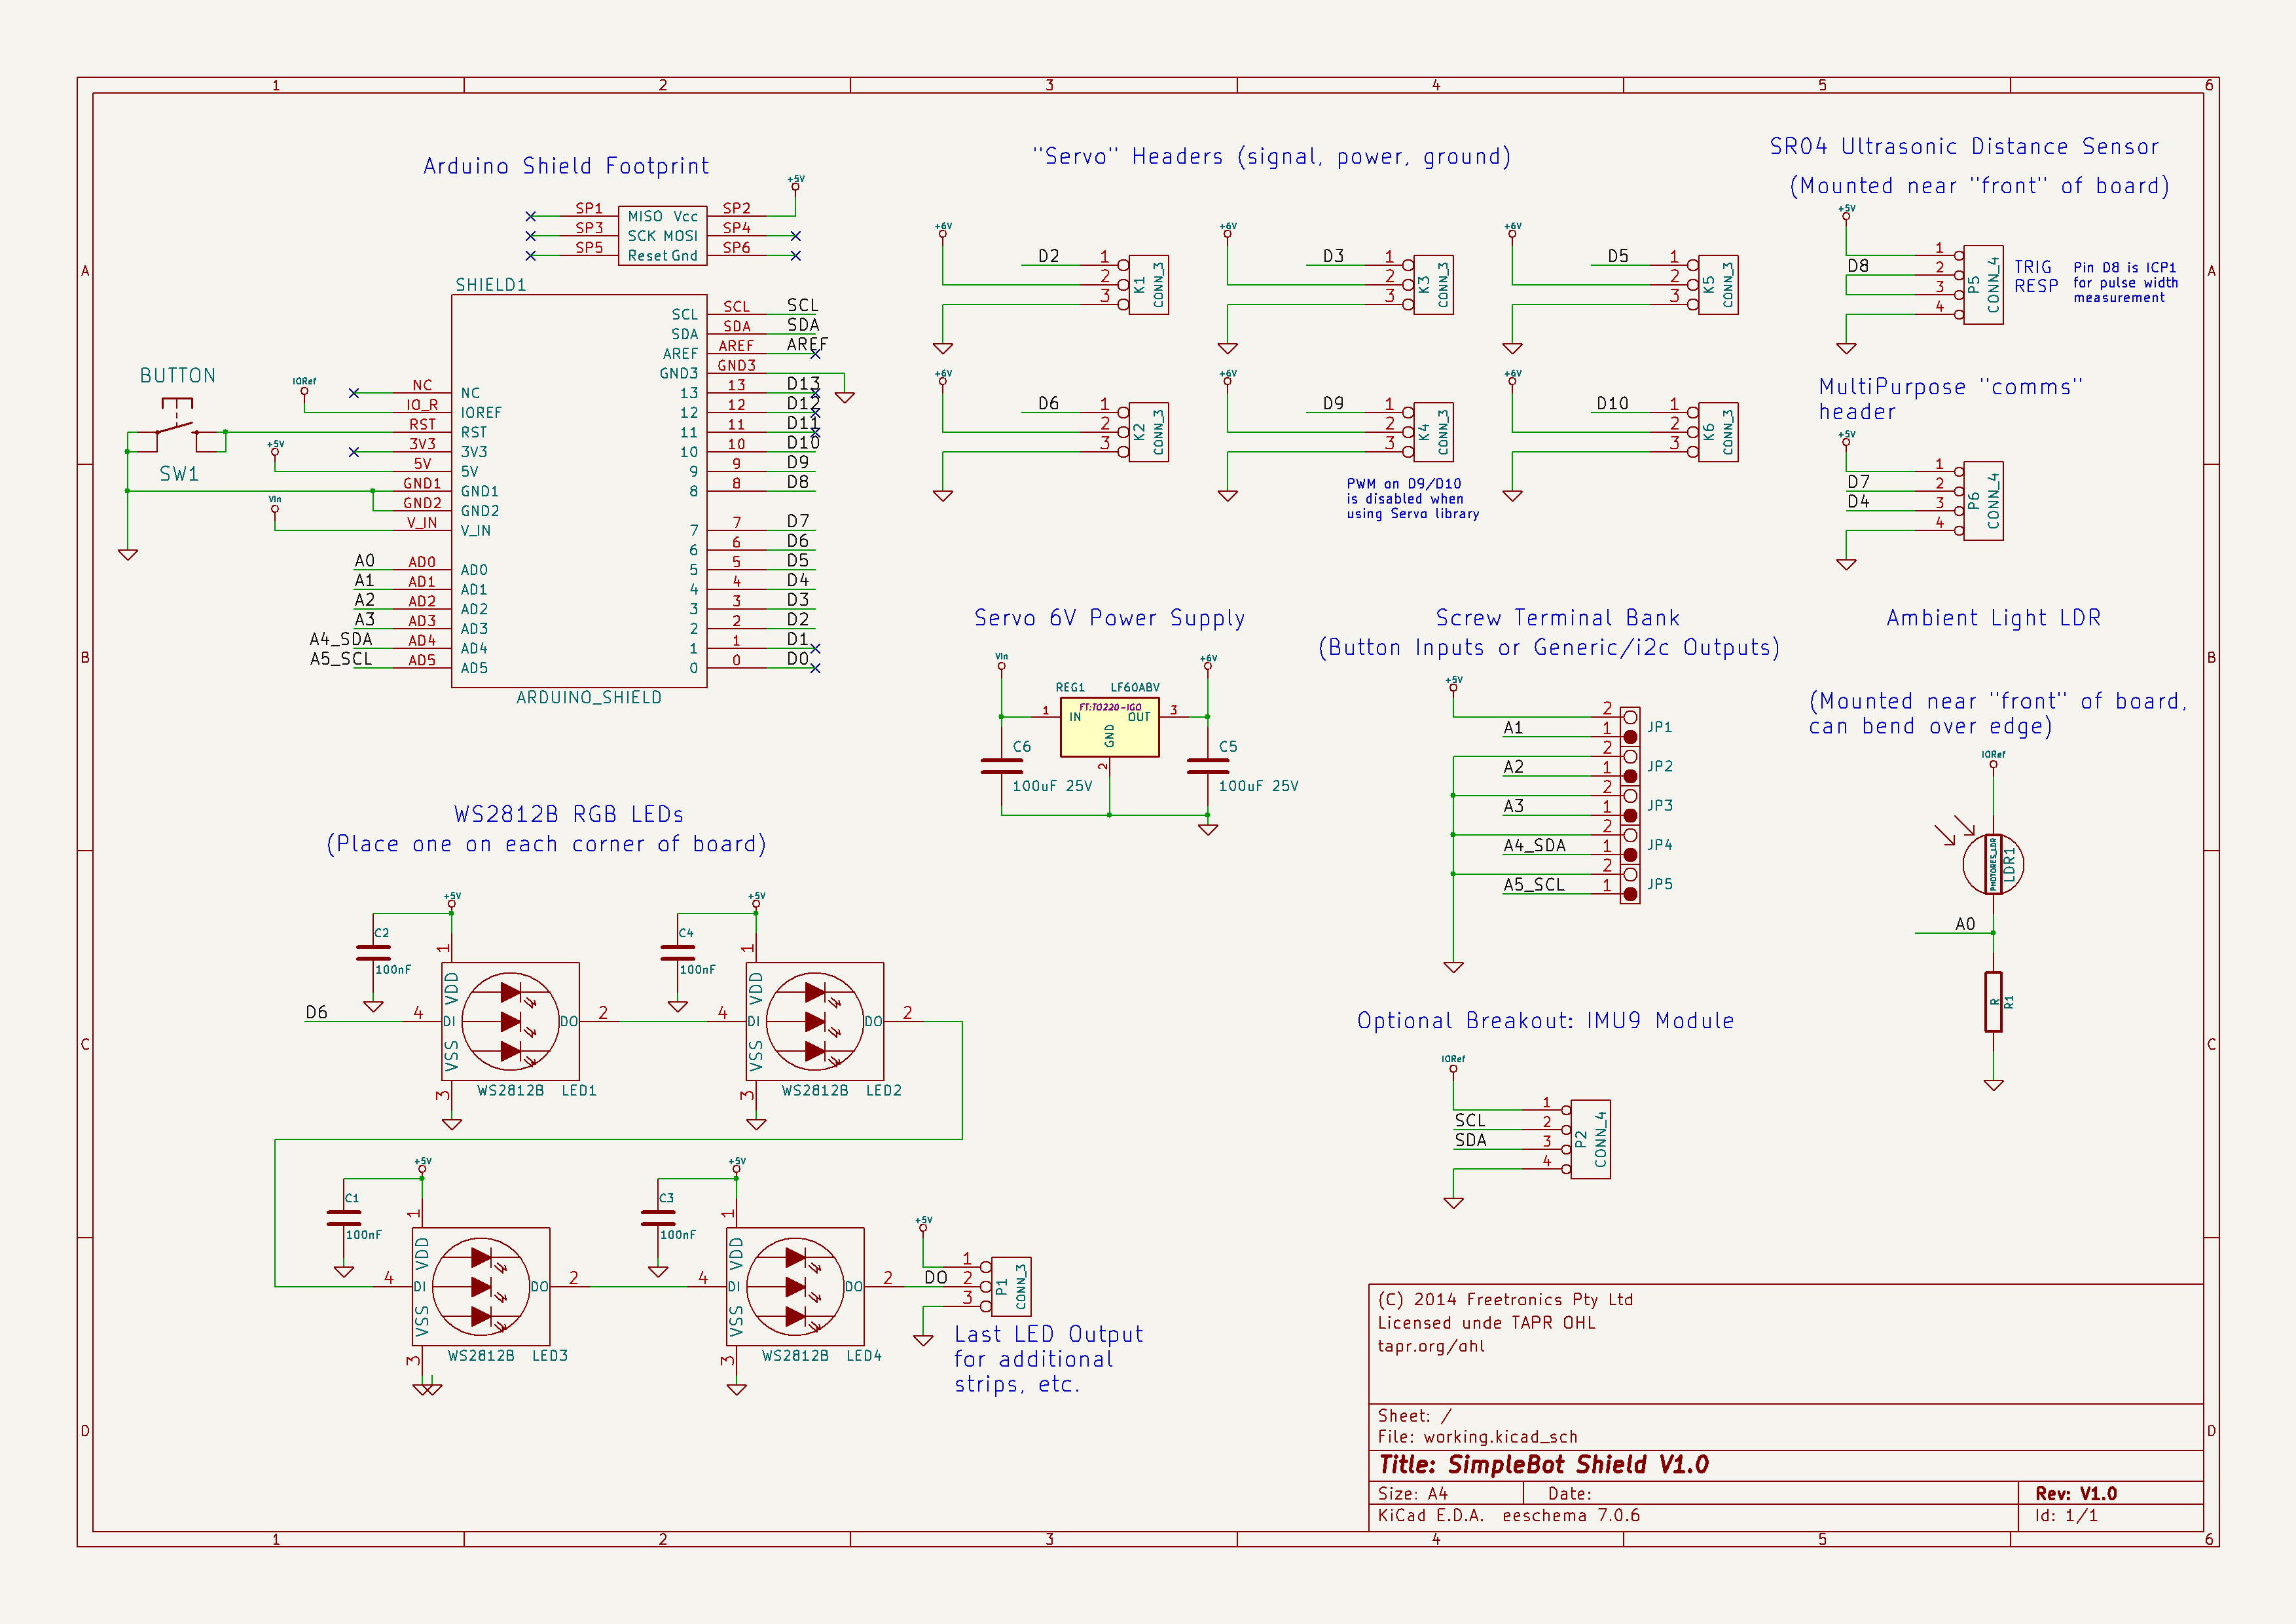 1 2 3 4 5 6
A A
B B
C C
D D
Arduino Shield Footprint
+5V
SP1 MISO Vcc SP2
SP3 SCK MOSI SP4
SP5 Reset Gnd SP6
SHIELD1
SCL SCL SCL
SDA SDA SDA
AREF AREF AREF
GND3 GND3
NC NC 13 13 D13
IORef IO_R IOREF 12 12 D12
RST RST 11 11 D11
3V3 3V3 10 10 D10
+5V 5V 5V 9 9 D9
GND1 GND1 8 8 D8
GND2 GND2
VIn V_IN V_IN 7 7 D7
6 6 D6
A0 AD0 AD0 5 5 D5
A1 AD1 AD1 4 4 D4
A2 AD2 AD2 3 3 D3
A3 AD3 AD3 2 2 D2
A4_SDA AD4 AD4 1 1 D1
A5_SCL AD5 AD5 0 0 D0
ARDUINO_SHIELD
BUTTON
SW1
"Servo" Headers (signal, power, ground)
+6V D2 1 2 3 K1 CONN_3
+6V D3 1 2 3 K3 CONN_3
+6V D5 1 2 3 K5 CONN_3
+6V D6 1 2 3 K2 CONN_3
+6V D9 1 2 3 K4 CONN_3
+6V D10 1 2 3 K6 CONN_3
PWM on D9/D10
is disabled when
using Servo library
SR04 Ultrasonic Distance Sensor
(Mounted near "front" of board)
+5V D8 1 2 3 4 P5 CONN_4
TRIG
RESP
Pin D8 is ICP1
for pulse width
measurement
MultiPurpose "comms"
header
+5V D7 D4 1 2 3 4 P6 CONN_4
Servo 6V Power Supply
VIn +6V
REG1 LF60ABV
FT:TO220-IGO
1 IN OUT 3
GND
2
C6
100uF 25V
C5
100uF 25V
Screw Terminal Bank
(Button Inputs or Generic/i2c Outputs)
+5V
2
A1 1 JP1
2
A2 1 JP2
2
A3 1 JP3
2
A4_SDA 1 JP4
2
A5_SCL 1 JP5
Ambient Light LDR
(Mounted near "front" of board,
can bend over edge)
IORef
PHOTORES_LDR
LDR1
A0
R
R1
WS2812B RGB LEDs
(Place one on each corner of board)
+5V C2 100nF
D6 4 DI DO 2 1 VDD VSS 3
WS2812B LED1
+5V C4 100nF
4 DI DO 2 1 VDD VSS 3
WS2812B LED2
+5V C1 100nF
4 DI DO 2 1 VDD VSS 3
WS2812B LED3
+5V C3 100nF
4 DI DO 2 1 VDD VSS 3
WS2812B LED4
+5V DO 1 2 3 P1 CONN_3
Last LED Output
for additional
strips, etc.
Optional Breakout: IMU9 Module
IORef SCL SDA 1 2 3 4 P2 CONN_4
(C) 2014 Freetronics Pty Ltd
Licensed unde TAPR OHL
tapr.org/ohl
Sheet: /
File: working.kicad_sch
Title: SimpleBot Shield V1.0
Size: A4 Date: Rev: V1.0
KiCad E.D.A. eeschema 7.0.6 Id: 1/1
1 2 3 4 5 6